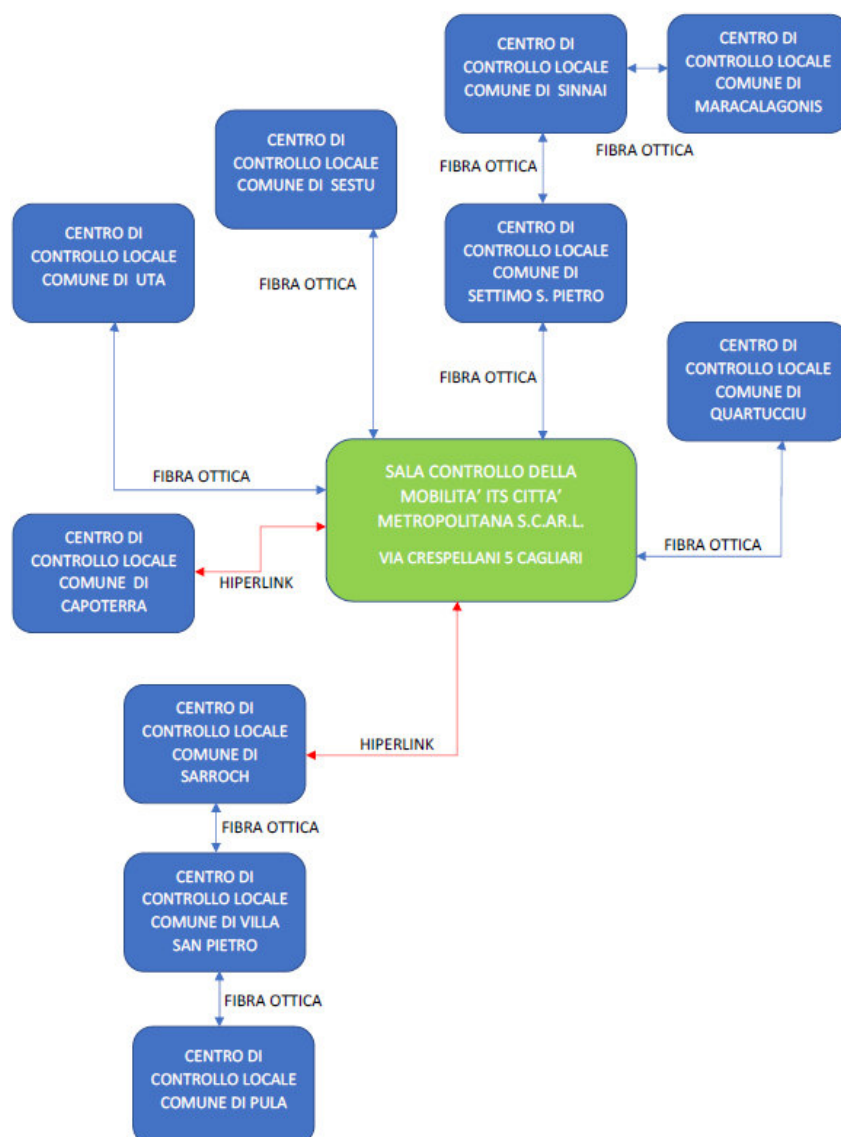 CENTRO DI
CONTROLLO LOCALE
COMUNE DI SINNAI
CENTRO DI
CONTROLLO LOCALE
COMUNE DI
MARACALAGONIS
FIBRA OTTICA
FIBRA OTTICA
CENTRO DI
CONTROLLO LOCALE
COMUNE DI SESTU
CENTRO DI
CONTROLLO LOCALE
COMUNE DI UTA
CENTRO DI
CONTROLLO LOCALE
COMUNE DI
SETTIMO S. PIETRO
FIBRA OTTICA
FIBRA OTTICA
CENTRO DI
CONTROLLO LOCALE
COMUNE DI
QUARTUCCIU
FIBRA OTTICA
SALA CONTROLLO DELLA
MOBILITA’ ITS CITTA’
METROPOLITANA S.C.AR.L.
VIA CRESPELLANI 5 CAGLIARI
FIBRA OTTICA
CENTRO DI
CONTROLLO LOCALE
COMUNE DI
CAPOTERRA
HIPERLINK
CENTRO DI
CONTROLLO LOCALE
COMUNE DI
SARROCH
HIPERLINK
FIBRA OTTICA
CENTRO DI
CONTROLLO LOCALE
COMUNE DI VILLA
SAN PIETRO
FIBRA OTTICA
CENTRO DI
CONTROLLO LOCALE
COMUNE DI PULA